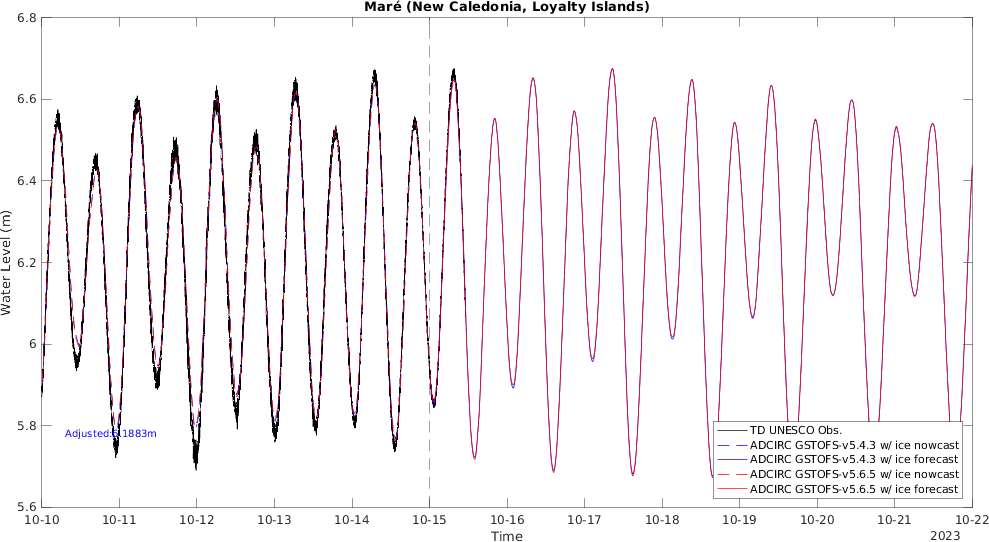 Maré (New Caledonia, Loyalty Islands)
6.8
6.6
6.4
6.2
6
5.8
5.6
Water Level (m)
Adjusted:6.1883m
TD UNESCO Obs.
ADCIRC GSTOFS-v5.4.3 w/ ice nowcast
ADCIRC GSTOFS-v5.4.3 w/ ice forecast
ADCIRC GSTOFS-v5.6.5 w/ ice nowcast
ADCIRC GSTOFS-v5.6.5 w/ ice forecast
10-10 10-11 10-12 10-13 10-14 10-15 10-16 10-17 10-18 10-19 10-20 10-21 10-22
Time
2023